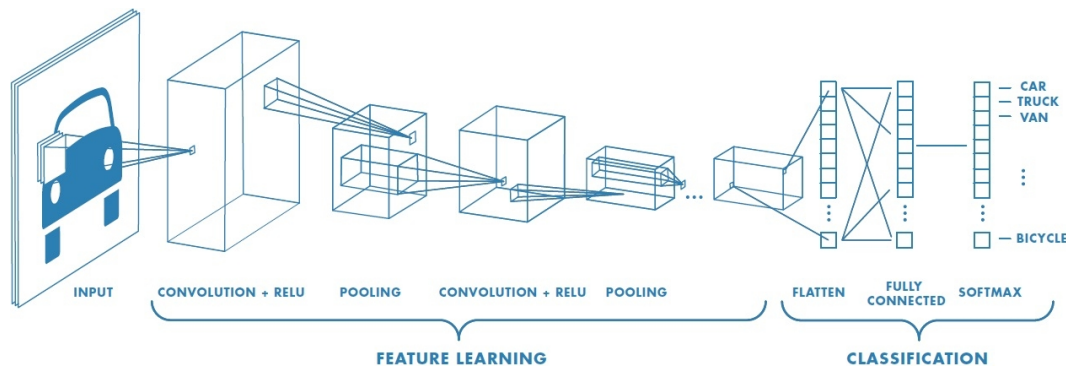 CAR
TRUCK
VAN
BICYCLE
INPUT
CONVOLUTION + RELU
POOLING
CONVOLUTION + RELU
POOLING
FLATTEN
FULLY
CONNECTED
SOFTMAX
FEATURE LEARNING
CLASSIFICATION